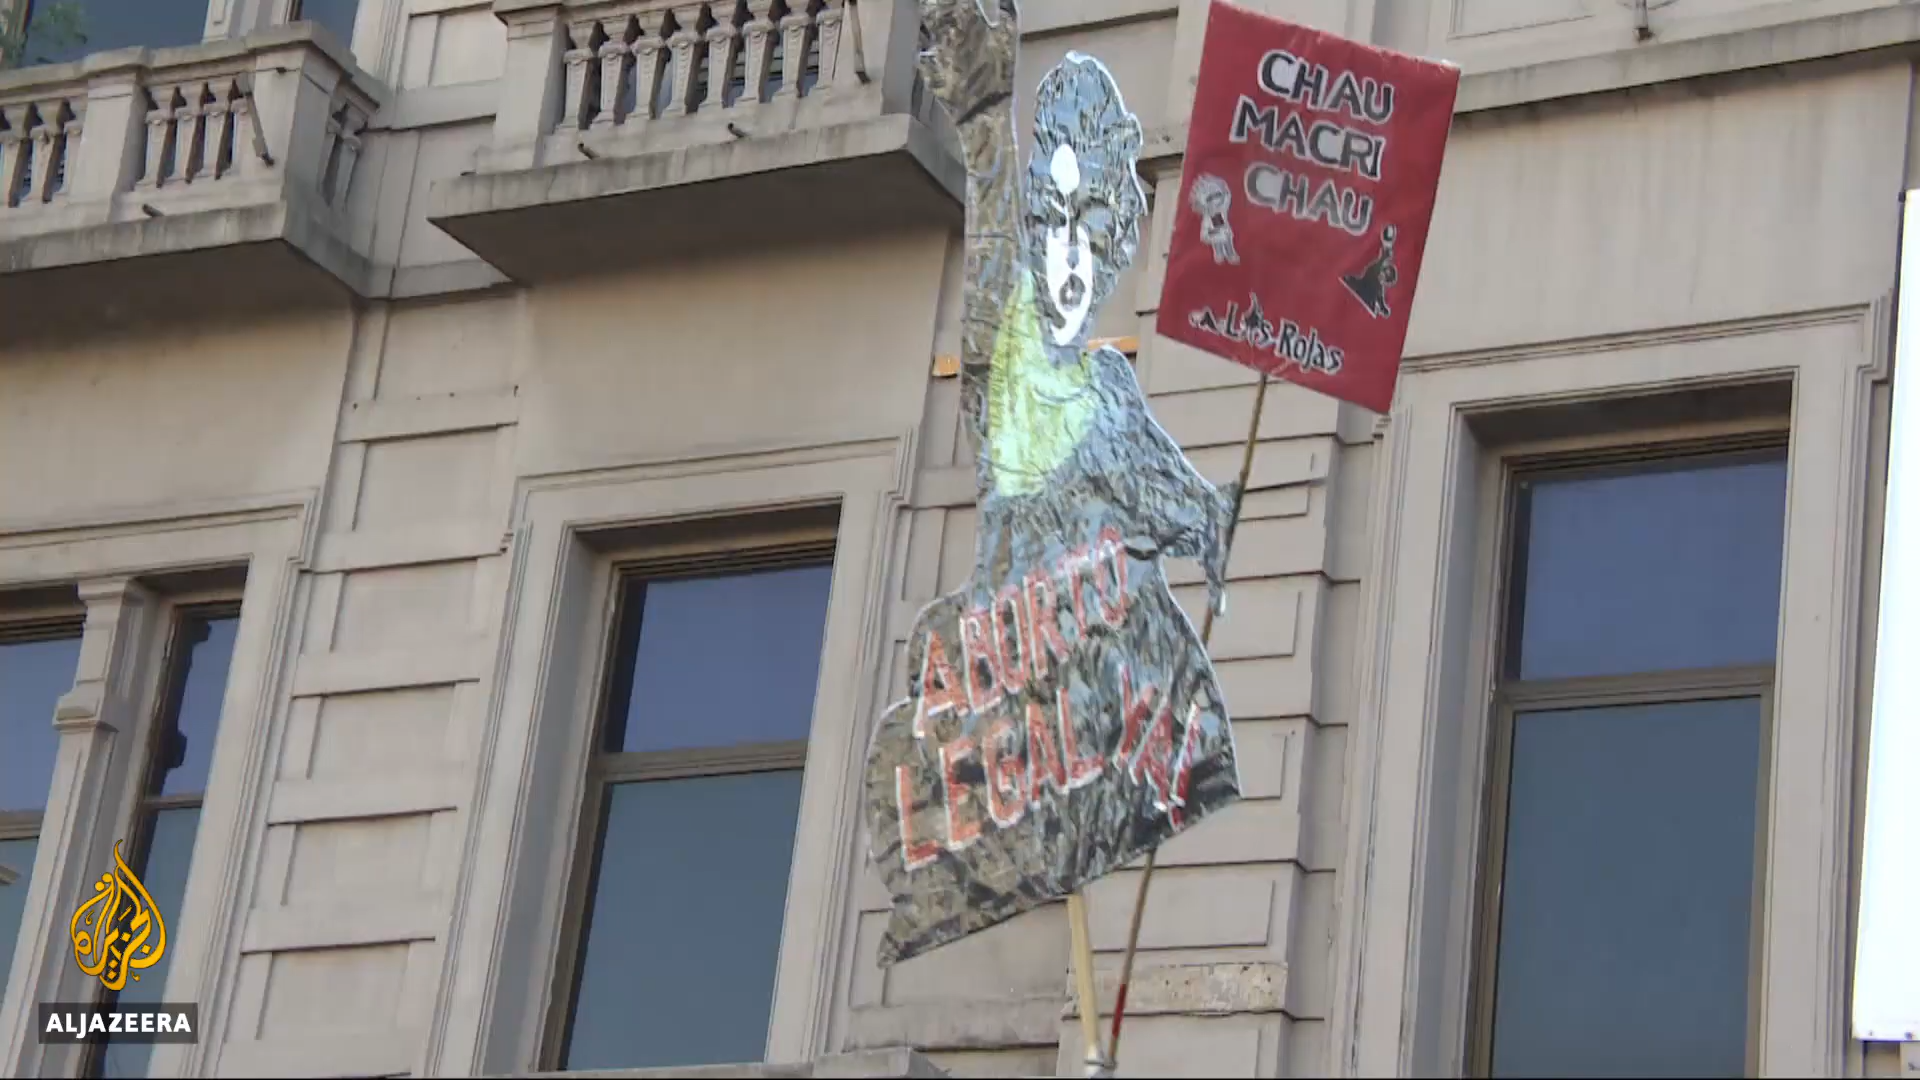 CHAU
MACRI
CHAU
Las Rojas
ABORTO
LEGAL YA!
ALJAZEERA